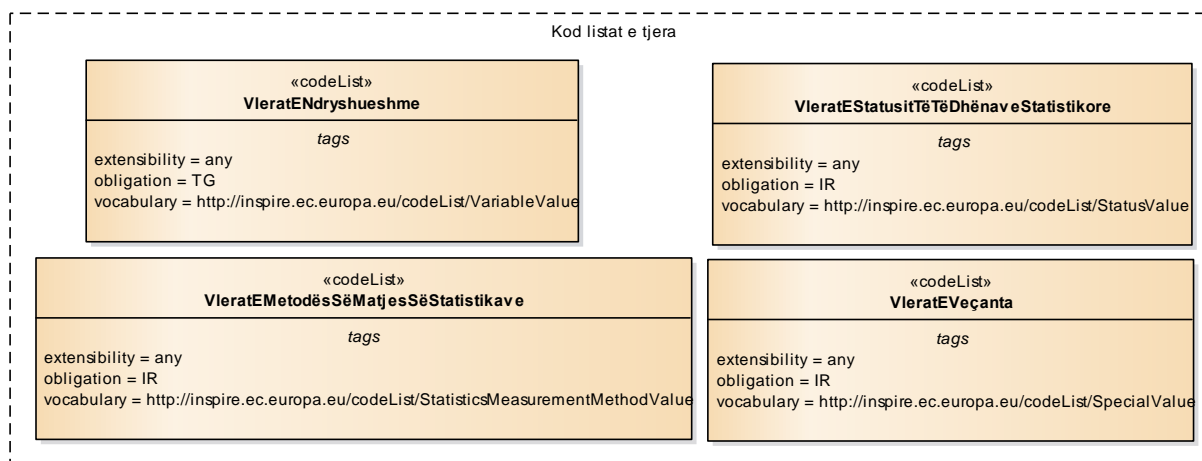 Kod listat e tjera
«codeList»
VleratENdryshueshme
tags
extensibility = any
obligation = TG
vocabulary = http://inspire.ec.europa.eu/codeList/VariableValue
«codeList»
VleratEStatusitTëTëDhënaveStatistikore
tags
extensibility = any
obligation = IR
vocabulary = http://inspire.ec.europa.eu/codeList/StatusValue
«codeList»
VleratEMetodësSëMatjesSëStatistikave
tags
extensibility = any
obligation = IR
vocabulary = http://inspire.ec.europa.eu/codeList/StatisticsMeasurementMethodValue
«codeList»
VleratEVeçanta
tags
extensibility = any
obligation = IR
vocabulary = http://inspire.ec.europa.eu/codeList/SpecialValue